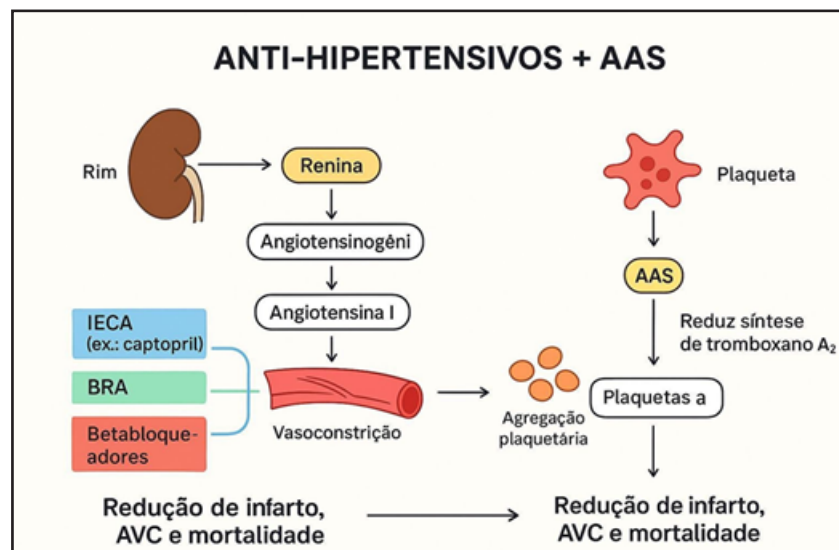 ANTI-HIPERTENSIVOS + AAS
Rim
Renina
Angiotensinogêni
Angiotensina I
IECA
(ex.: captopril)
BRA
Betabloque-
adores
Vasoconstrição
Agregação
plaquetária
Plaqueta
AAS
Reduz síntese
de tromboxano A₂
Plaquetas a
Redução de infarto,
AVC e mortalidade
Redução de infarto,
AVC e mortalidade